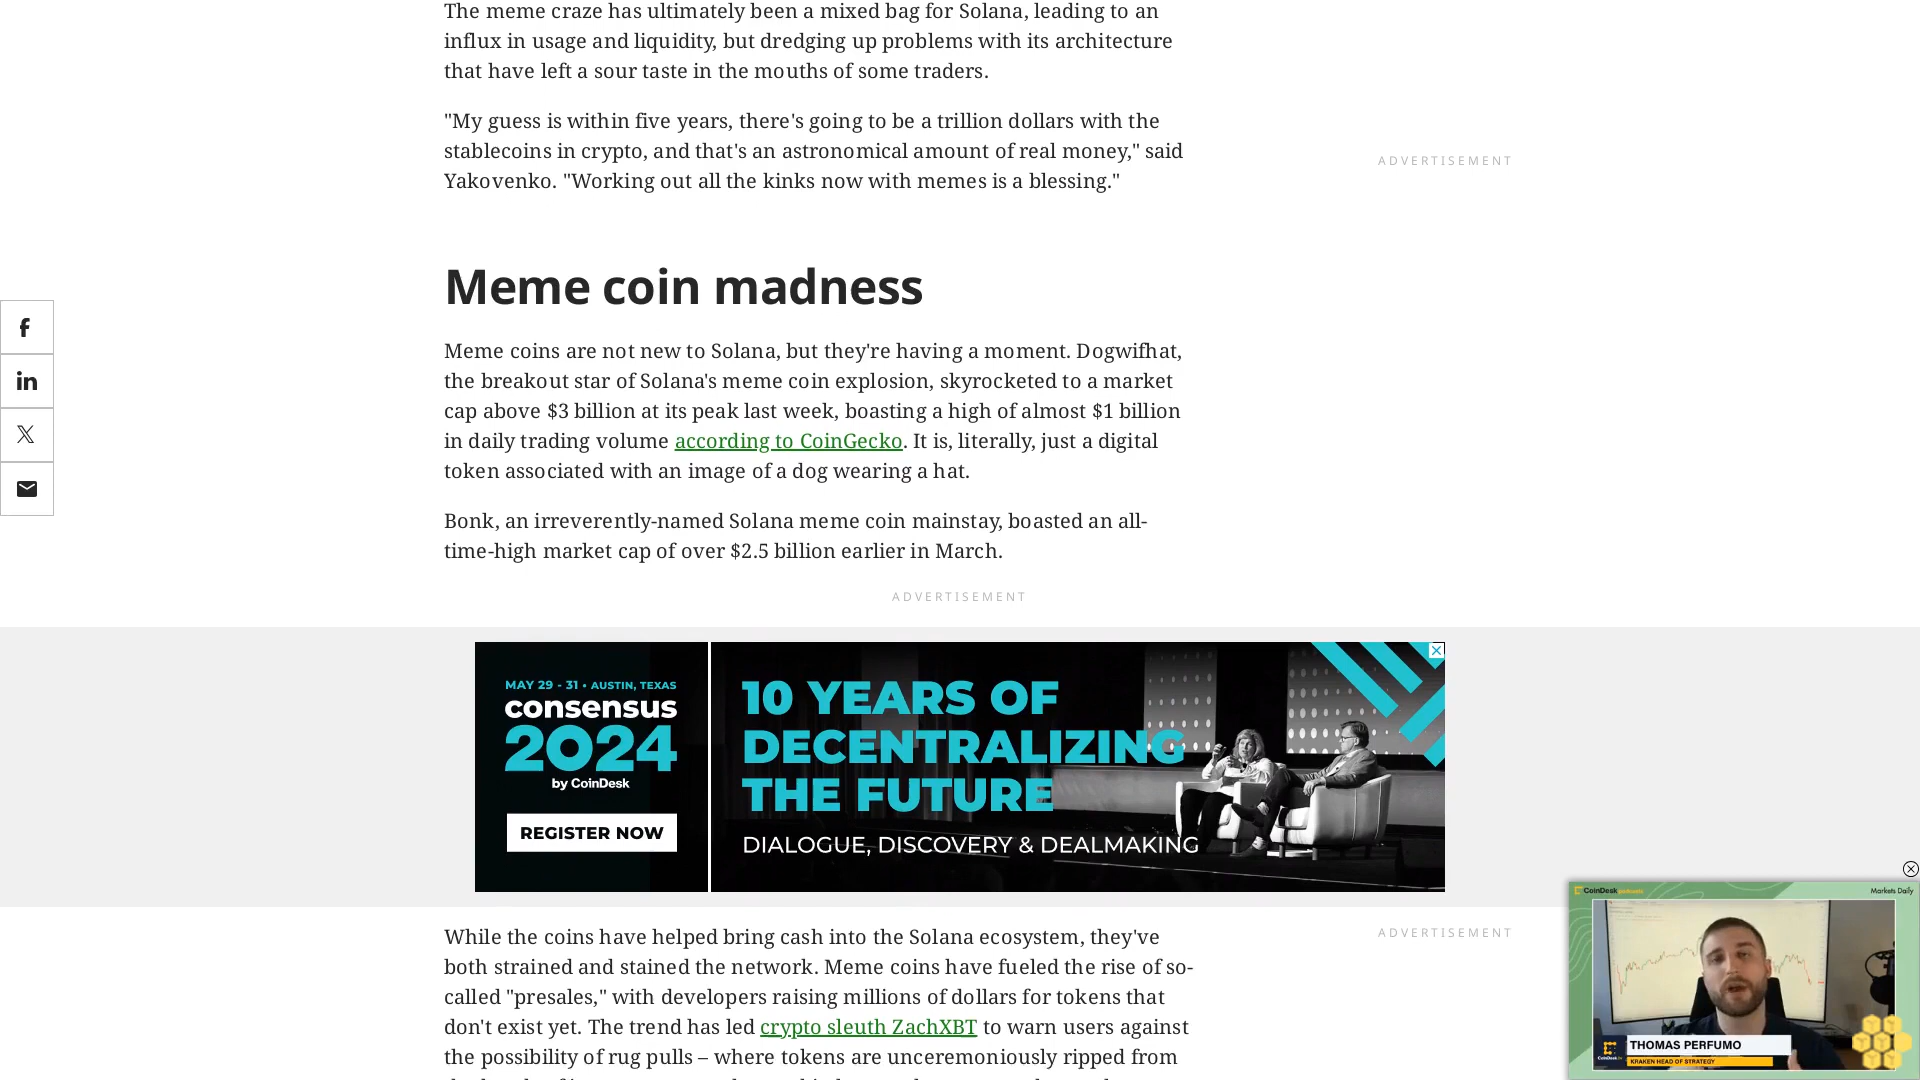 The meme craze has ultimately been a mixed bag for Solana, leading to an
influx in usage and liquidity, but dredging up problems with its architecture
that have left a sour taste in the mouths of some traders.
"My guess is within five years, there's going to be a trillion dollars with the
stablecoins in crypto, and that's an astronomical amount of real money," said
Yakovenko. "Working out all the kinks now with memes is a blessing."
ADVERTISEMENT
Meme coin madness
Meme coins are not new to Solana, but they're having a moment. Dogwifhat,
the breakout star of Solana's meme coin explosion, skyrocketed to a market
cap above $3 billion at its peak last week, boasting a high of almost $1 billion
in daily trading volume according to CoinGecko. It is, literally, just a digital
token associated with an image of a dog wearing a hat.
Bonk, an irreverently-named Solana meme coin mainstay, boasted an all-
time-high market cap of over $2.5 billion earlier in March.
ADVERTISEMENT
MAY 29 - 31 • AUSTIN, TEXAS
consensus
2024
by CoinDesk
REGISTER NOW
10 YEARS OF
DECENTRALIZING
THE FUTURE
DIALOGUE, DISCOVERY & DEALMAKING
While the coins have helped bring cash into the Solana ecosystem, they've
both strained and stained the network. Meme coins have fueled the rise of so-
called "presales," with developers raising millions of dollars for tokens that
don't exist yet. The trend has led crypto sleuth ZachXBT to warn users against
the possibility of rug pulls – where tokens are unceremoniously ripped from
ADVERTISEMENT
CoinDesk podcasts
Markets Daily
THOMAS PERFUMO
KRAKEN HEAD OF STRATEGY